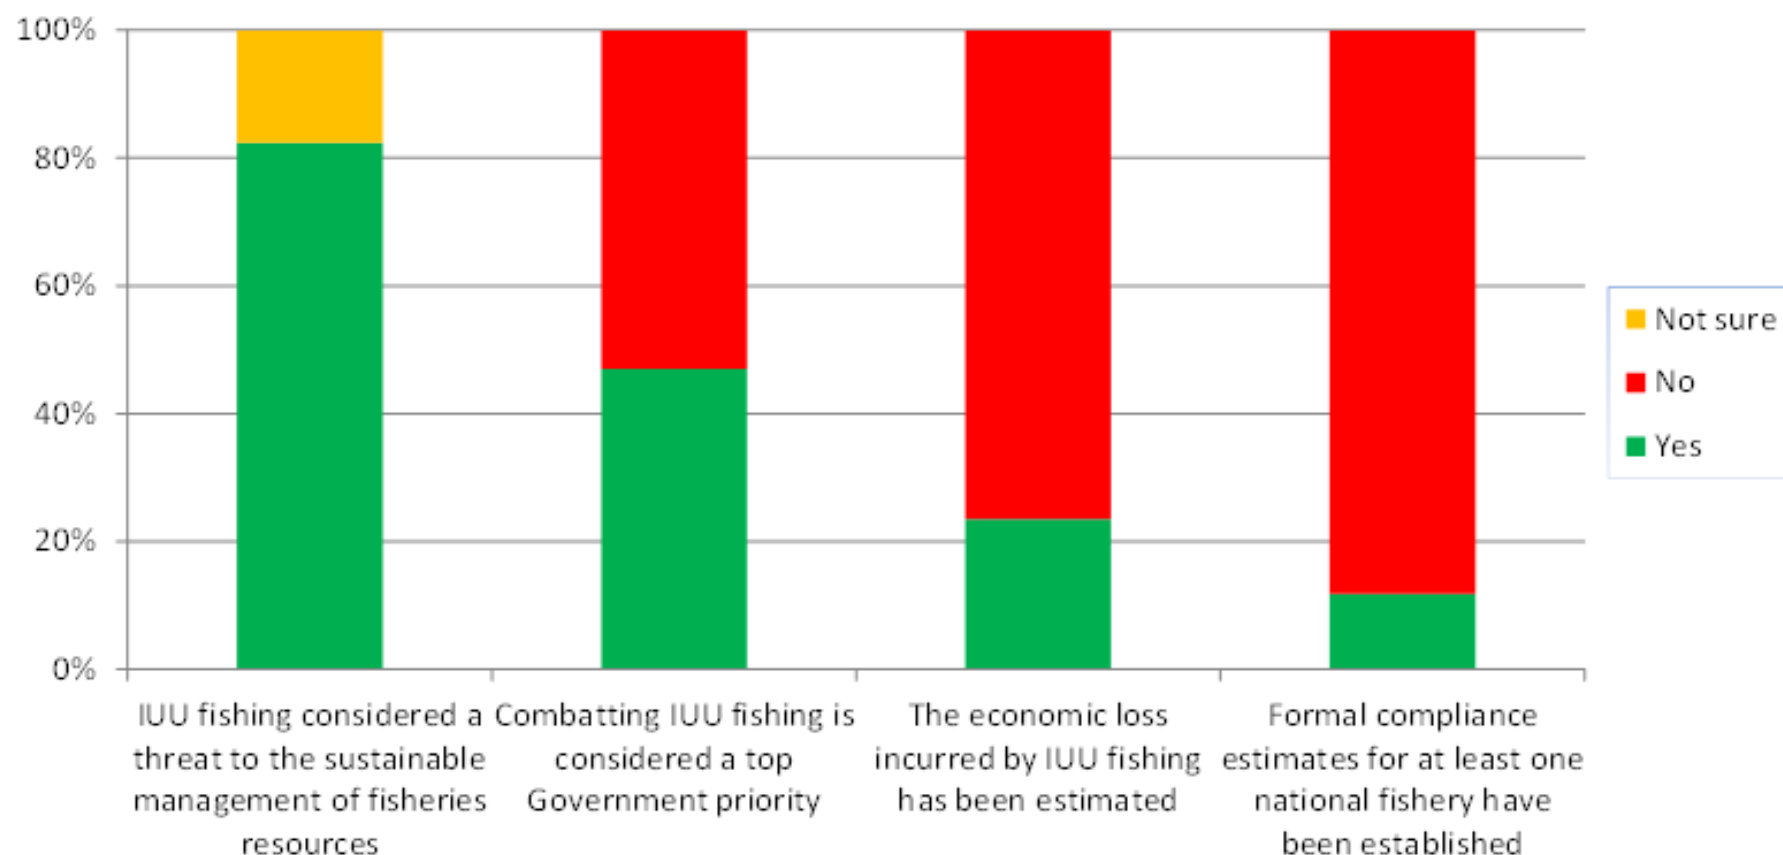 100%
80%
60%
40%
20%
0%
IUU fishing considered a
threat to the sustainable
management of fisheries
resources
Combatting IUU fishing is
considered a top
Government priority
The economic loss
incurred by IUU fishing
has been estimated
Formal compliance
estimates for at least one
national fishery have
been established
Not sure
No
Yes